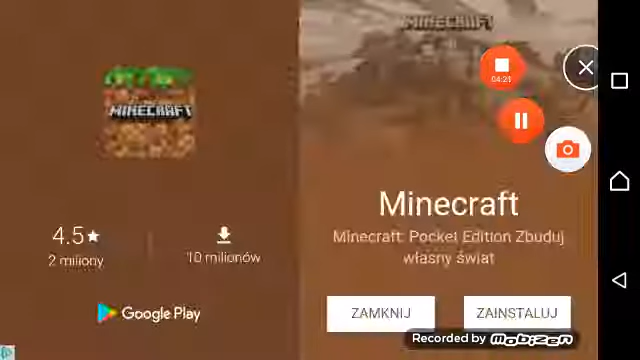 MINECRAFT
MINECRAFT
04:21
4.5★
2 miliony
10 milionów
Google Play
Minecraft
Minecraft: Pocket Edition Zbuduj
własny świat
ZAMKNIJ
ZAINSTALUJ
Recorded by Mobizen